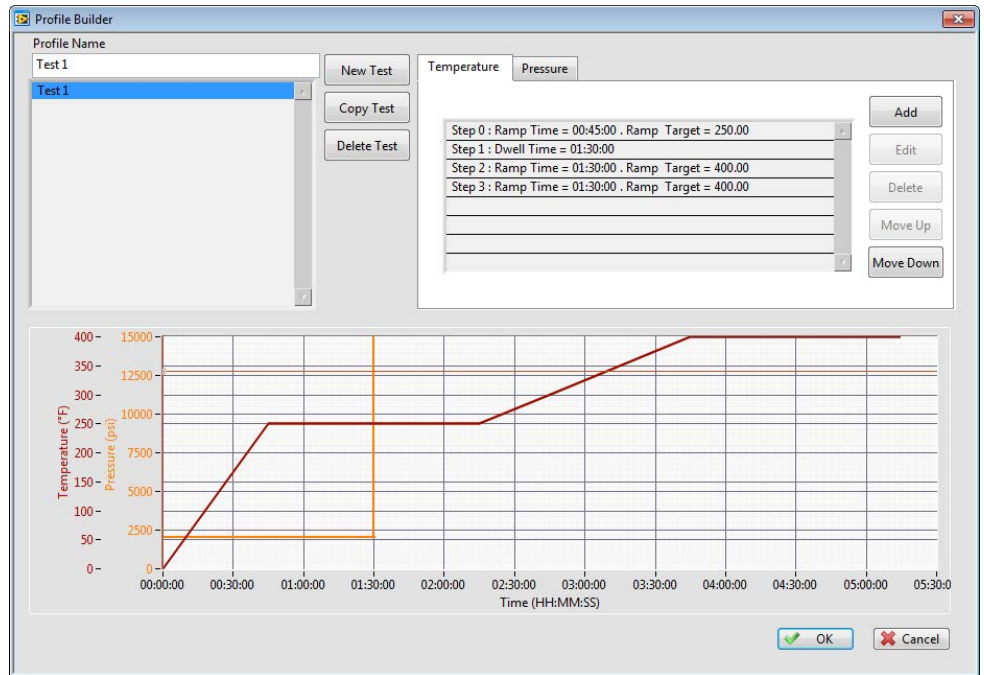 Profile Builder
Profile Name
Test 1
Test 1
New Test
Copy Test
Delete Test
Temperature Pressure
Step 0 : Ramp Time = 00:45:00 . Ramp Target = 250.00
Step 1 : Dwell Time = 01:30:00
Step 2 : Ramp Time = 01:30:00 . Ramp Target = 400.00
Step 3 : Ramp Time = 01:30:00 . Ramp Target = 400.00
Add
Edit
Delete
Move Up
Move Down
Temperature (°F)
400
350
300
250
200
150
100
50
0
Pressure (psi)
15000
12500
10000
7500
5000
2500
0
00:00:00 00:30:00 01:00:00 01:30:00 02:00:00 02:30:00 03:00:00 03:30:00 04:00:00 04:30:00 05:00:00 05:30:0
Time (HH:MM:SS)
OK Cancel